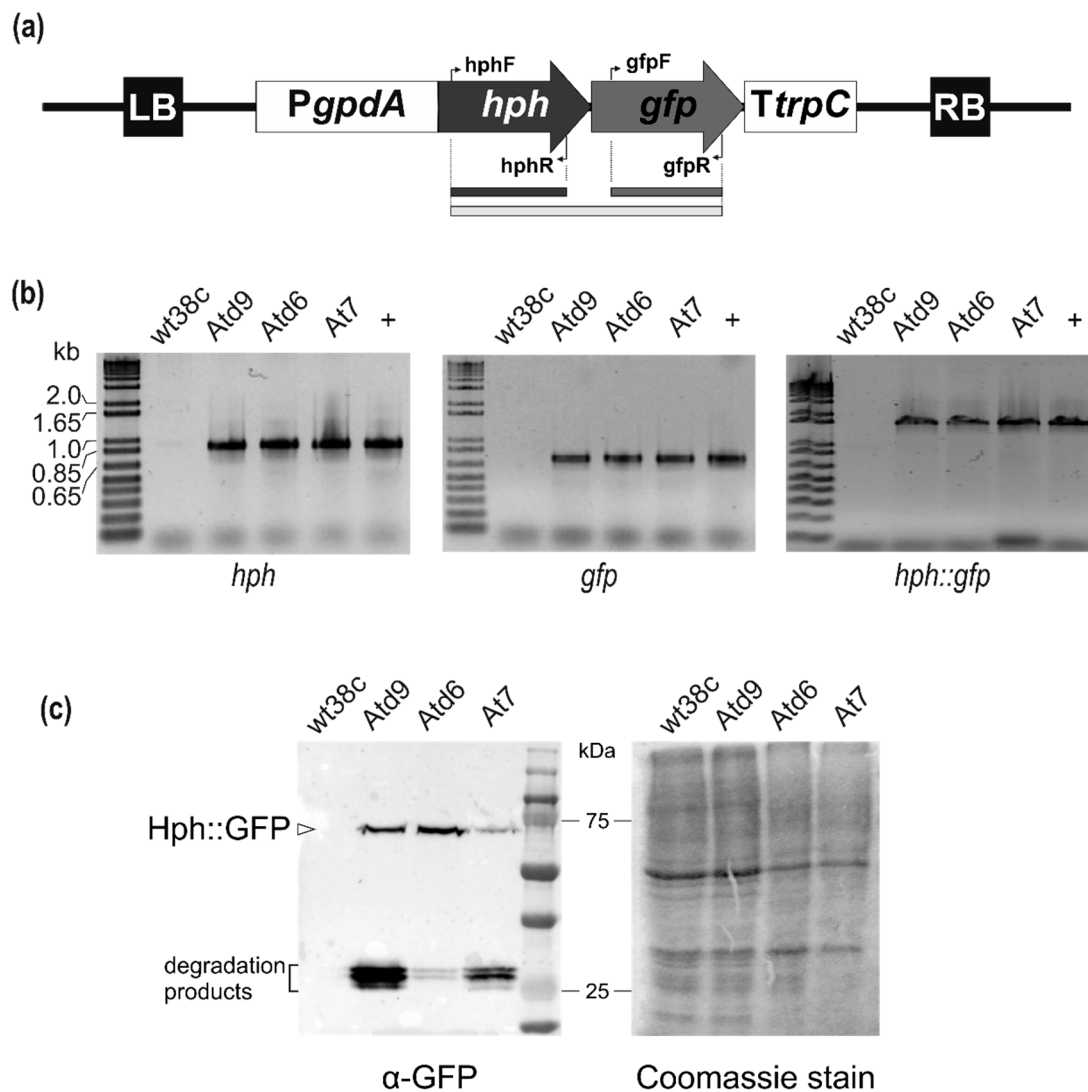 (a)
hphF
gfpF
LB
PgpdA
hph
gfp
TtrpC
RB
hphR
gfpR
(b)
wt38c Atd9 Atd6 At7 +
wt38c Atd9 Atd6 At7 +
wt38c Atd9 Atd6 At7 +
kb
2.0
1.65
1.0
0.85
0.65
hph
gfp
hph::gfp
(c)
wt38c Atd9 Atd6 At7
wt38c Atd9 Atd6 At7
kDa
Hph::GFP
75
degradation
products
25
α-GFP
Coomassie stain